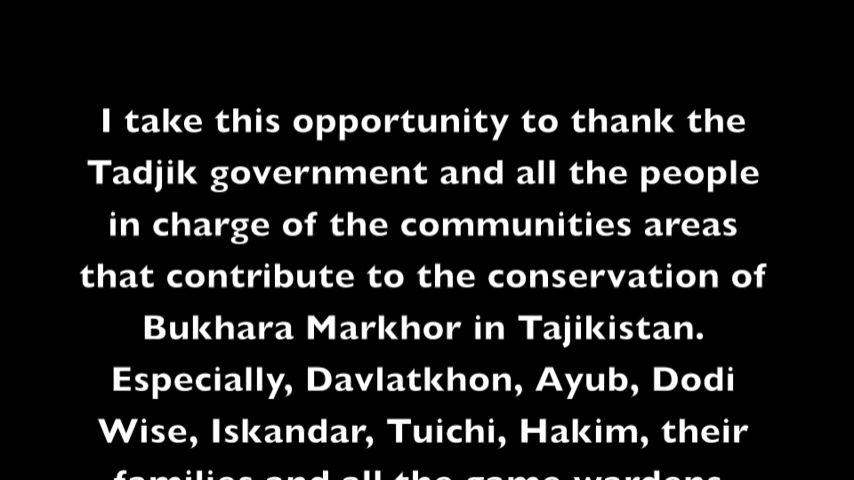 I take this opportunity to thank the
Tadjik government and all the people
in charge of the communities areas
that contribute to the conservation of
Bukhara Markhor in Tajikistan.
Especially, Davlatkhon, Ayub, Dodi
Wise, Iskandar, Tuichi, Hakim, their
families and all the game wardens.